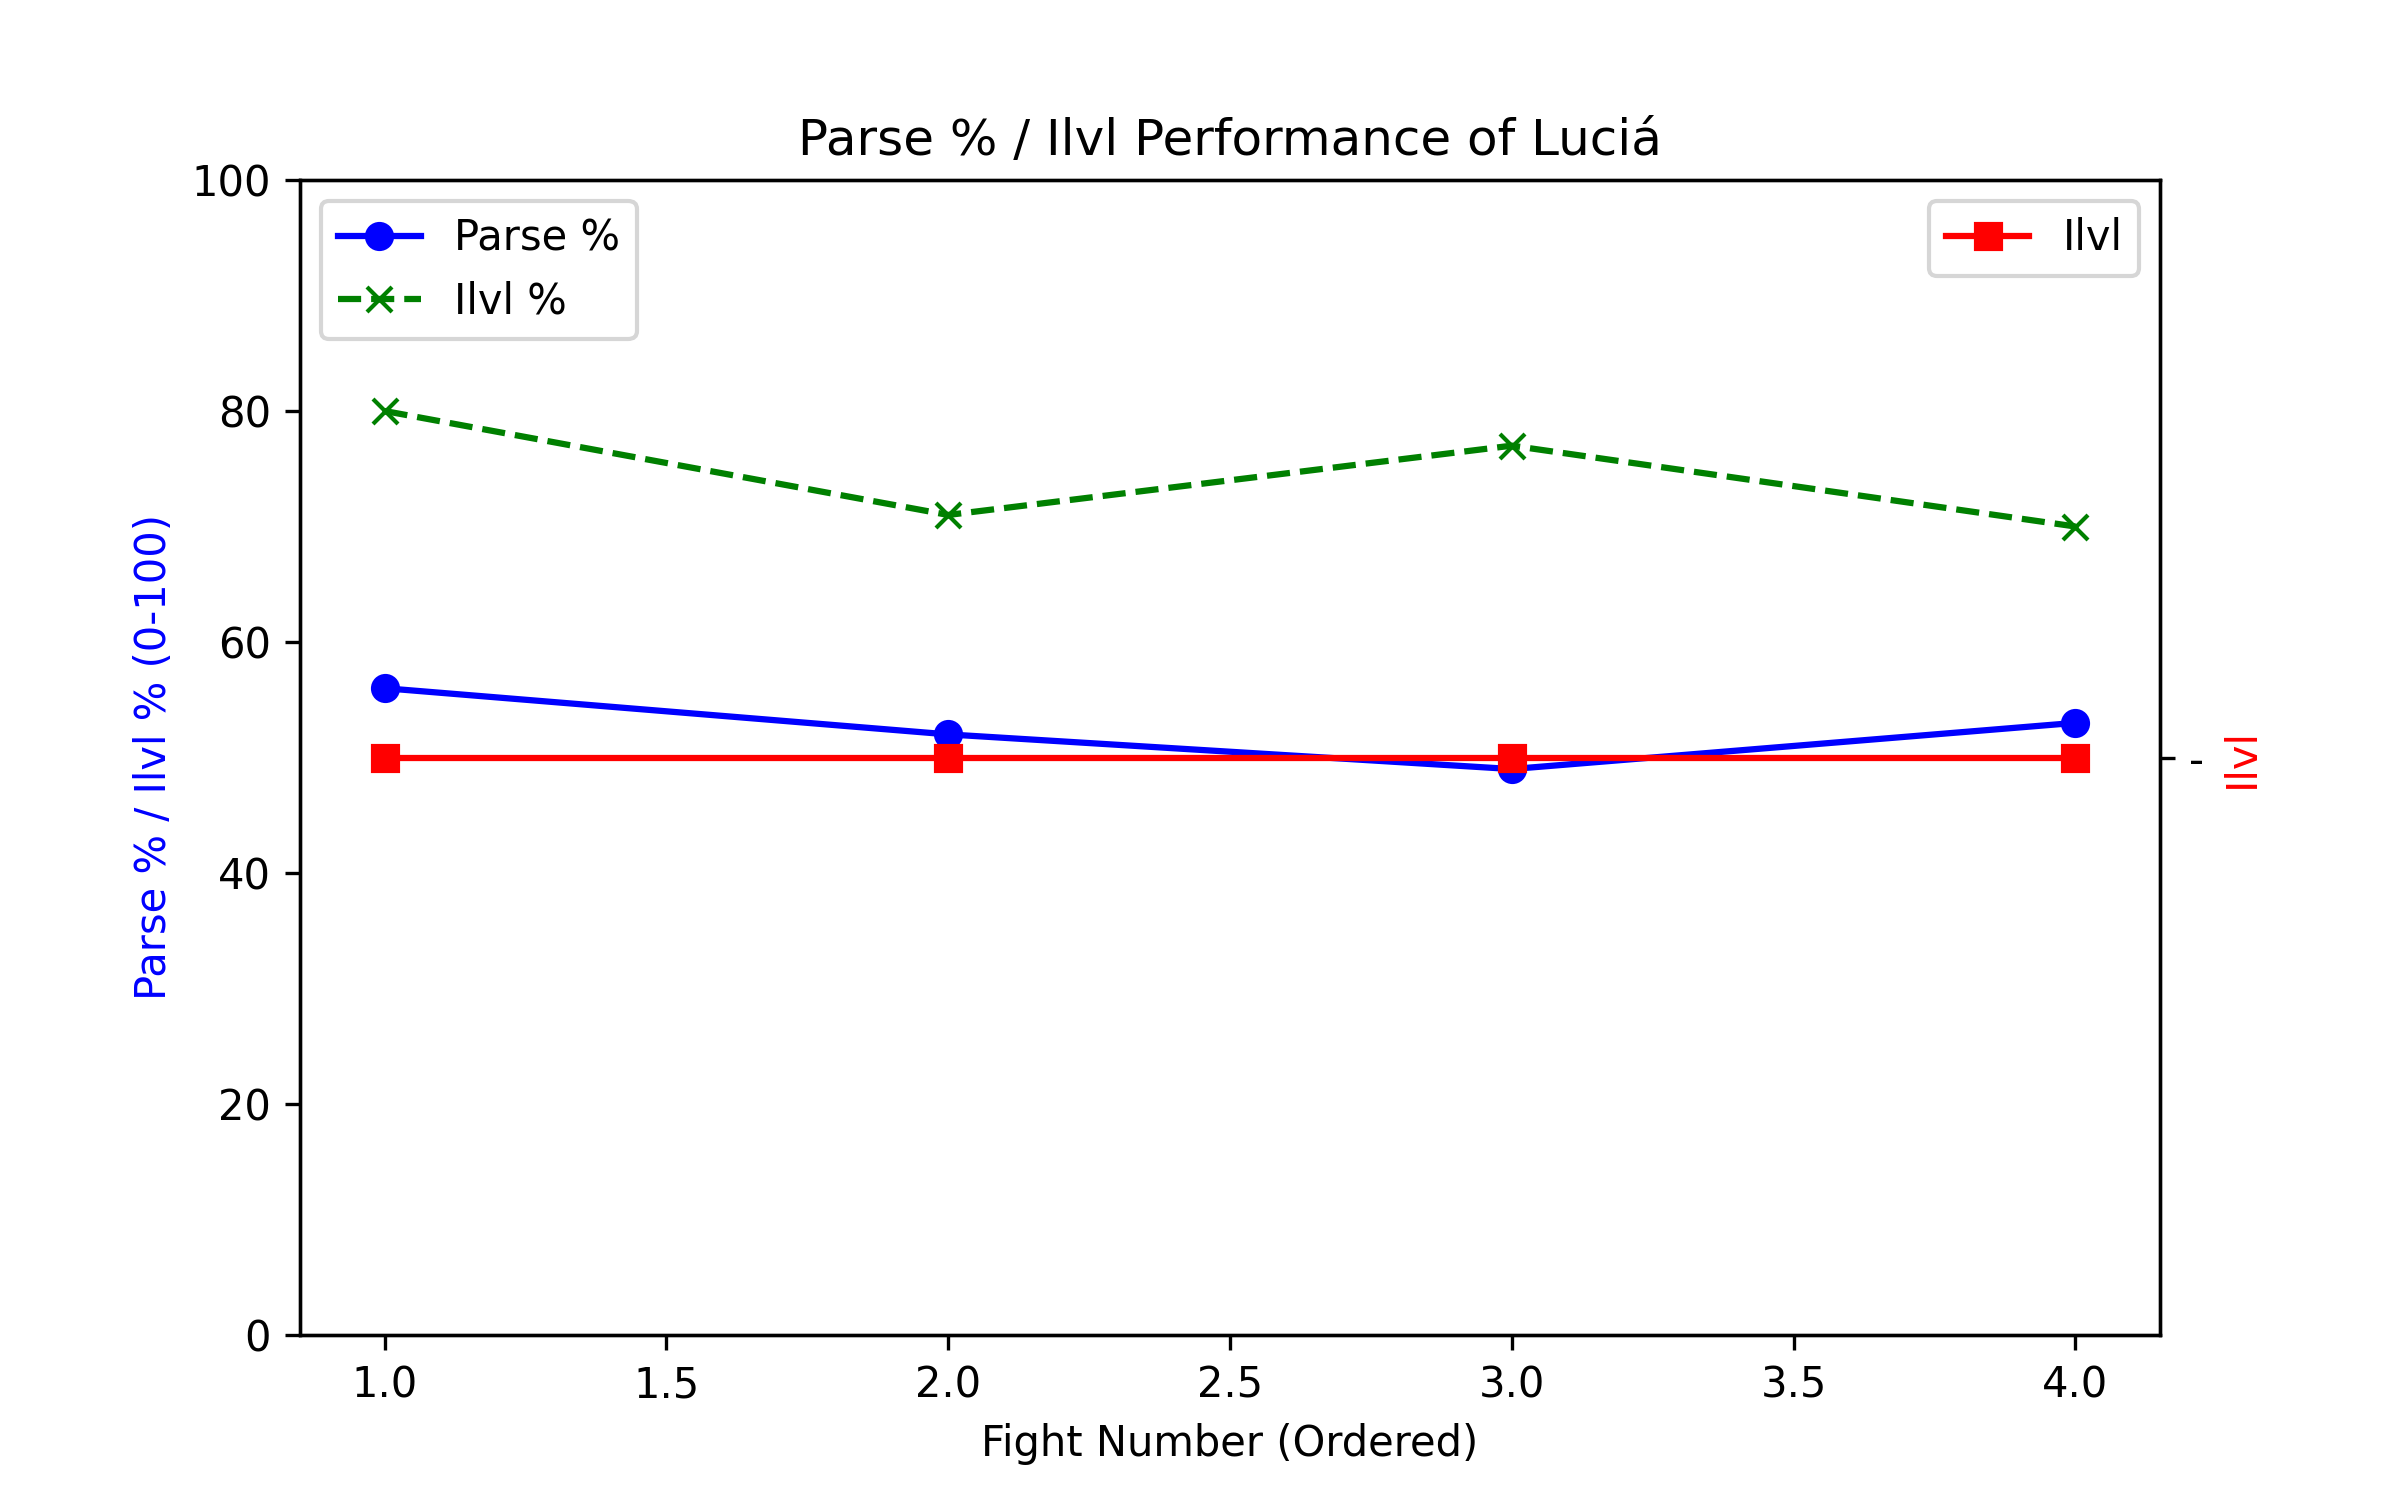 Parse % / Ilvl Performance of Luciá
Parse %
Ilvl %
Ilvl
100
80
60
40
20
0
Parse % / Ilvl % (0-100)
-
Ilvl
1.0 1.5 2.0 2.5 3.0 3.5 4.0
Fight Number (Ordered)